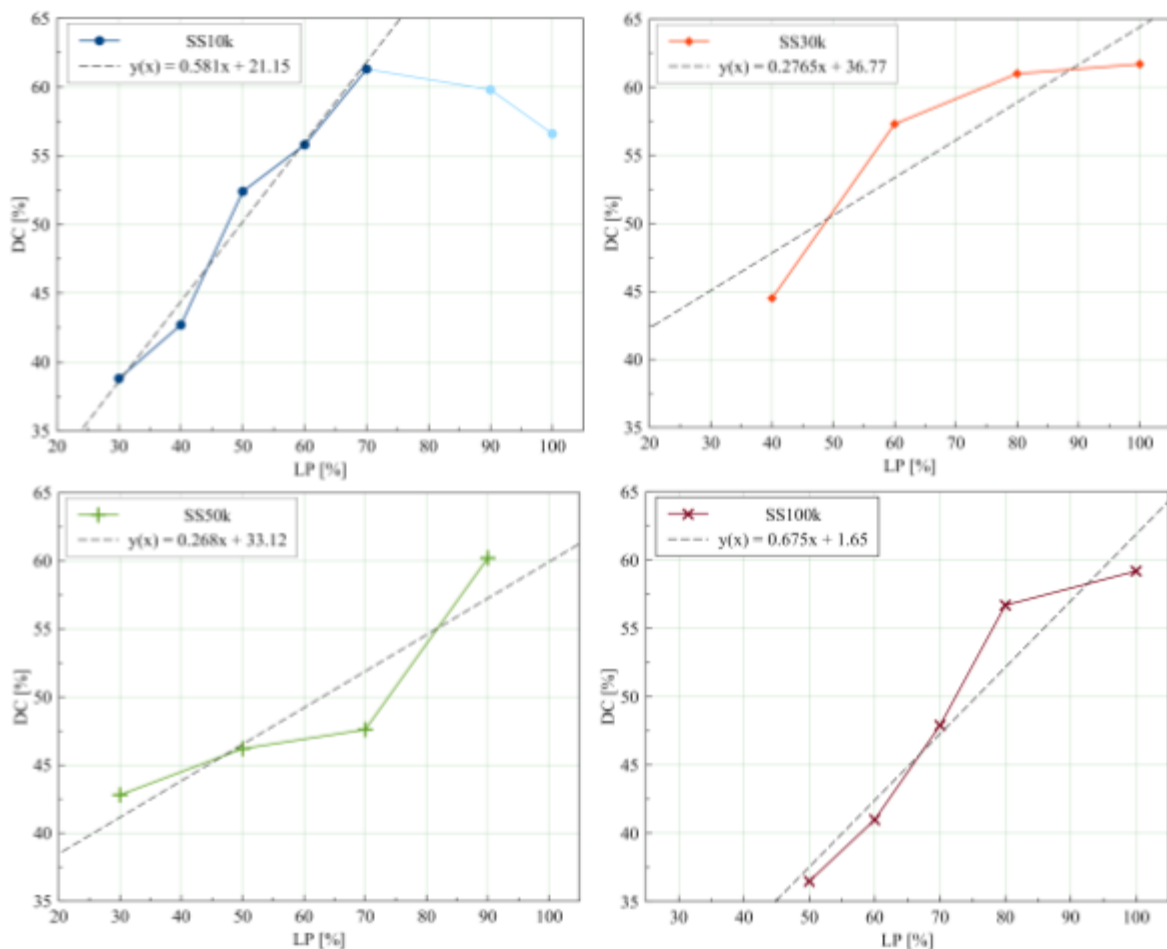 SS10k
y(x) = 0.581x + 21.15
65
60
55
50
45
40
35
DC [%]
20 30 40 50 60 70 80 90 100
LP [%]
SS30k
y(x) = 0.2765x + 36.77
65
60
55
50
45
40
35
DC [%]
20 30 40 50 60 70 80 90 100
LP [%]
SS50k
y(x) = 0.268x + 33.12
65
60
55
50
45
40
35
DC [%]
20 30 40 50 60 70 80 90 100
LP [%]
SS100k
y(x) = 0.675x + 1.65
65
60
55
50
45
40
35
DC [%]
30 40 50 60 70 80 90 100
LP [%]